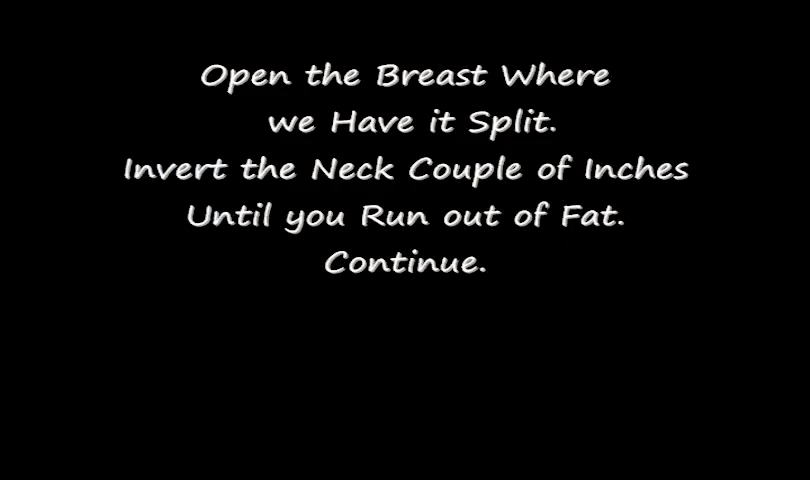 Open the Breast Where
we Have it Split.
Invert the Neck Couple of Inches
Until you Run out of Fat.
Continue.